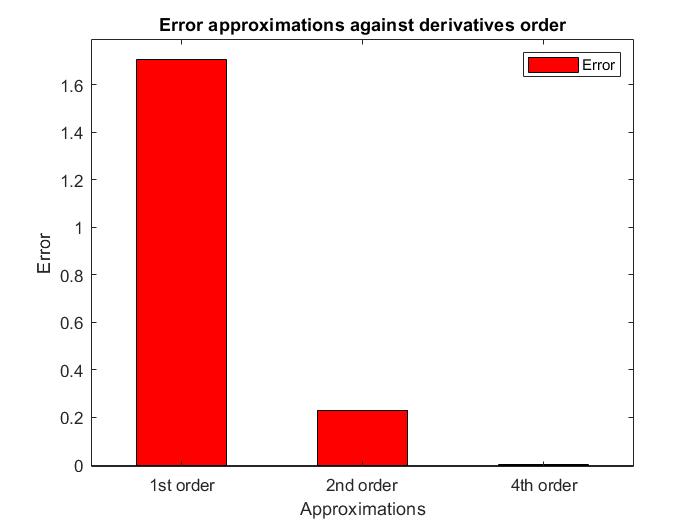 Error approximations against derivatives order
Error
1.6
1.4
1.2
1
0.8
0.6
0.4
0.2
0
Error
1st order
2nd order
4th order
Approximations